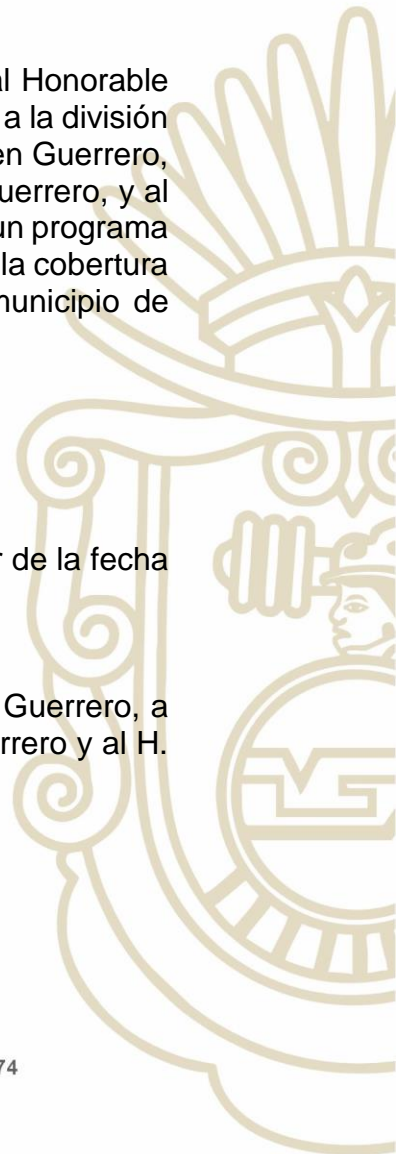 al Honorable
a la división
en Guerrero,
uerrero, y al
un programa
la cobertura
municipio de
r de la fecha
Guerrero, a
rrero y al H.
74